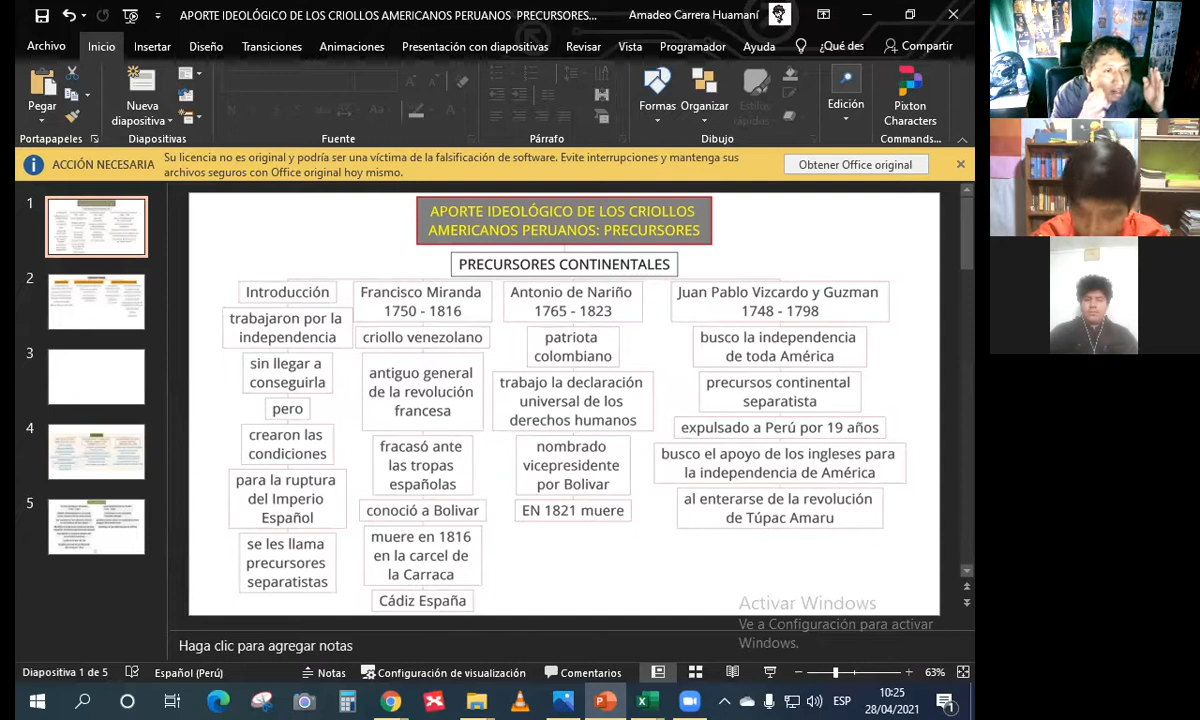 APORTE IDEOLÓGICO DE LOS CRIOLLOS AMERICANOS PERUANOS  PRECURSORES...
Amadeo Carrera Huamaní
Archivo
Inicio
Insertar
Diseño
Transiciones
Animaciones
Presentación con diapositivas
Revisar
Vista
Programador
Ayuda
¿Qué des
Compartir
Pegar
Nueva
diapositiva
Formas
Organizar
Estilos
rápidos
Edición
Pixton
Characters
Portapapeles
Diapositivas
Fuente
Párrafo
Dibujo
Commands...
ACCIÓN NECESARIA
Su licencia no es original y podría ser una víctima de la falsificación de software. Evite interrupciones y mantenga sus
archivos seguros con Office original hoy mismo.
Obtener Office original
1
2
3
4
5
APORTE IDEOLÓGICO DE LOS CRIOLLOS
AMERICANOS PERUANOS: PRECURSORES
PRECURSORES CONTINENTALES
Introducción
trabajaron por la
independencia
sin llegar a
conseguirla
pero
crearon las
condiciones
para la ruptura
del Imperio
Español
se les llama
precursores
separatistas
Francisco Miranda
1750 - 1816
criollo venezolano
antiguo general
de la revolución
francesa
fracasó ante
las tropas
españolas
conoció a Bolivar
muere en 1816
en la carcel de
la Carraca
Cádiz España
Antonio de Nariño
1765 - 1823
patriota
colombiano
trabajo la declaración
universal de los
derechos humanos
nombrado
vicepresidente
por Bolivar
EN 1821 muere
Juan Pablo Vizcardo y Guzman
1748 - 1798
busco la independencia
de toda América
precursos continental
separatista
expulsado a Perú por 19 años
busco el apoyo de los ingleses para
la independencia de América
al enterarse de la revolución
de Túpac Amaru
Activar Windows
Ve a Configuración para activar
Windows.
Haga clic para agregar notas
Diapositiva 1 de 5
Español (Perú)
Notas
Configuración de visualización
Comentarios
63%
ESP
10:25
28/04/2021
1